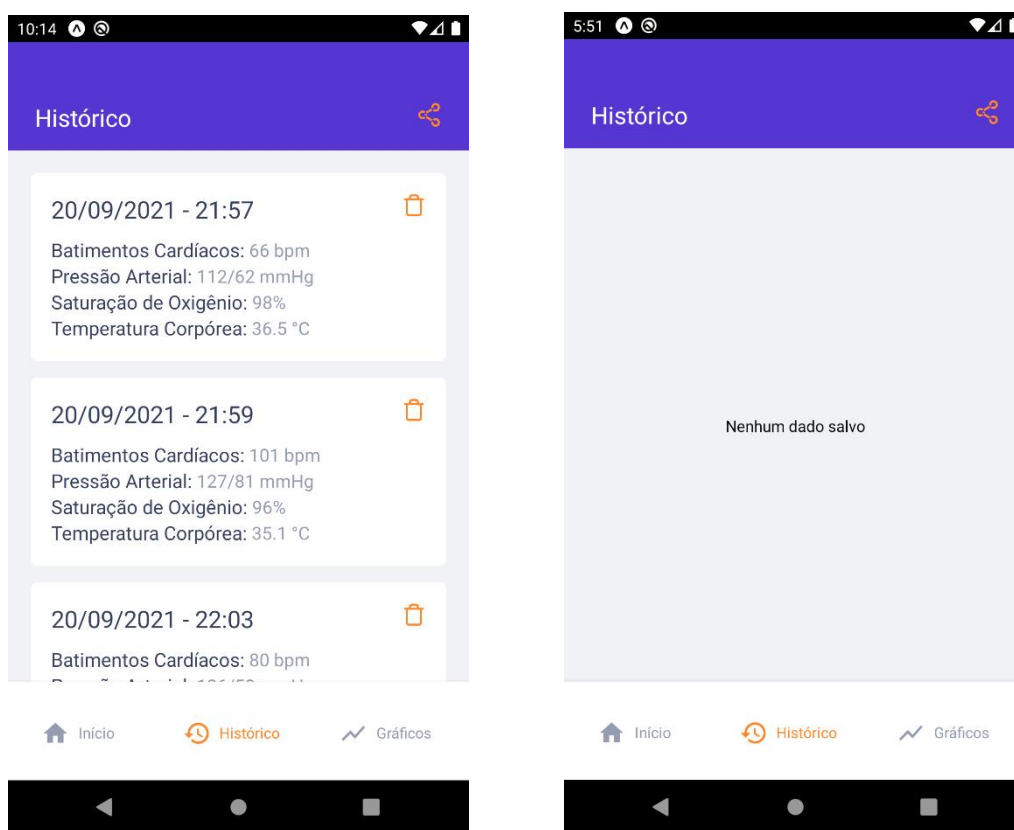 10:14
Histórico
20/09/2021 - 21:57
Batimentos Cardíacos: 66 bpm
Pressão Arterial: 112/62 mmHg
Saturação de Oxigênio: 98%
Temperatura Corpórea: 36.5 °C
20/09/2021 - 21:59
Batimentos Cardíacos: 101 bpm
Pressão Arterial: 127/81 mmHg
Saturação de Oxigênio: 96%
Temperatura Corpórea: 35.1 °C
20/09/2021 - 22:03
Batimentos Cardíacos: 80 bpm
Início Histórico Gráficos
5:51
Histórico
Nenhum dado salvo
Início Histórico Gráficos